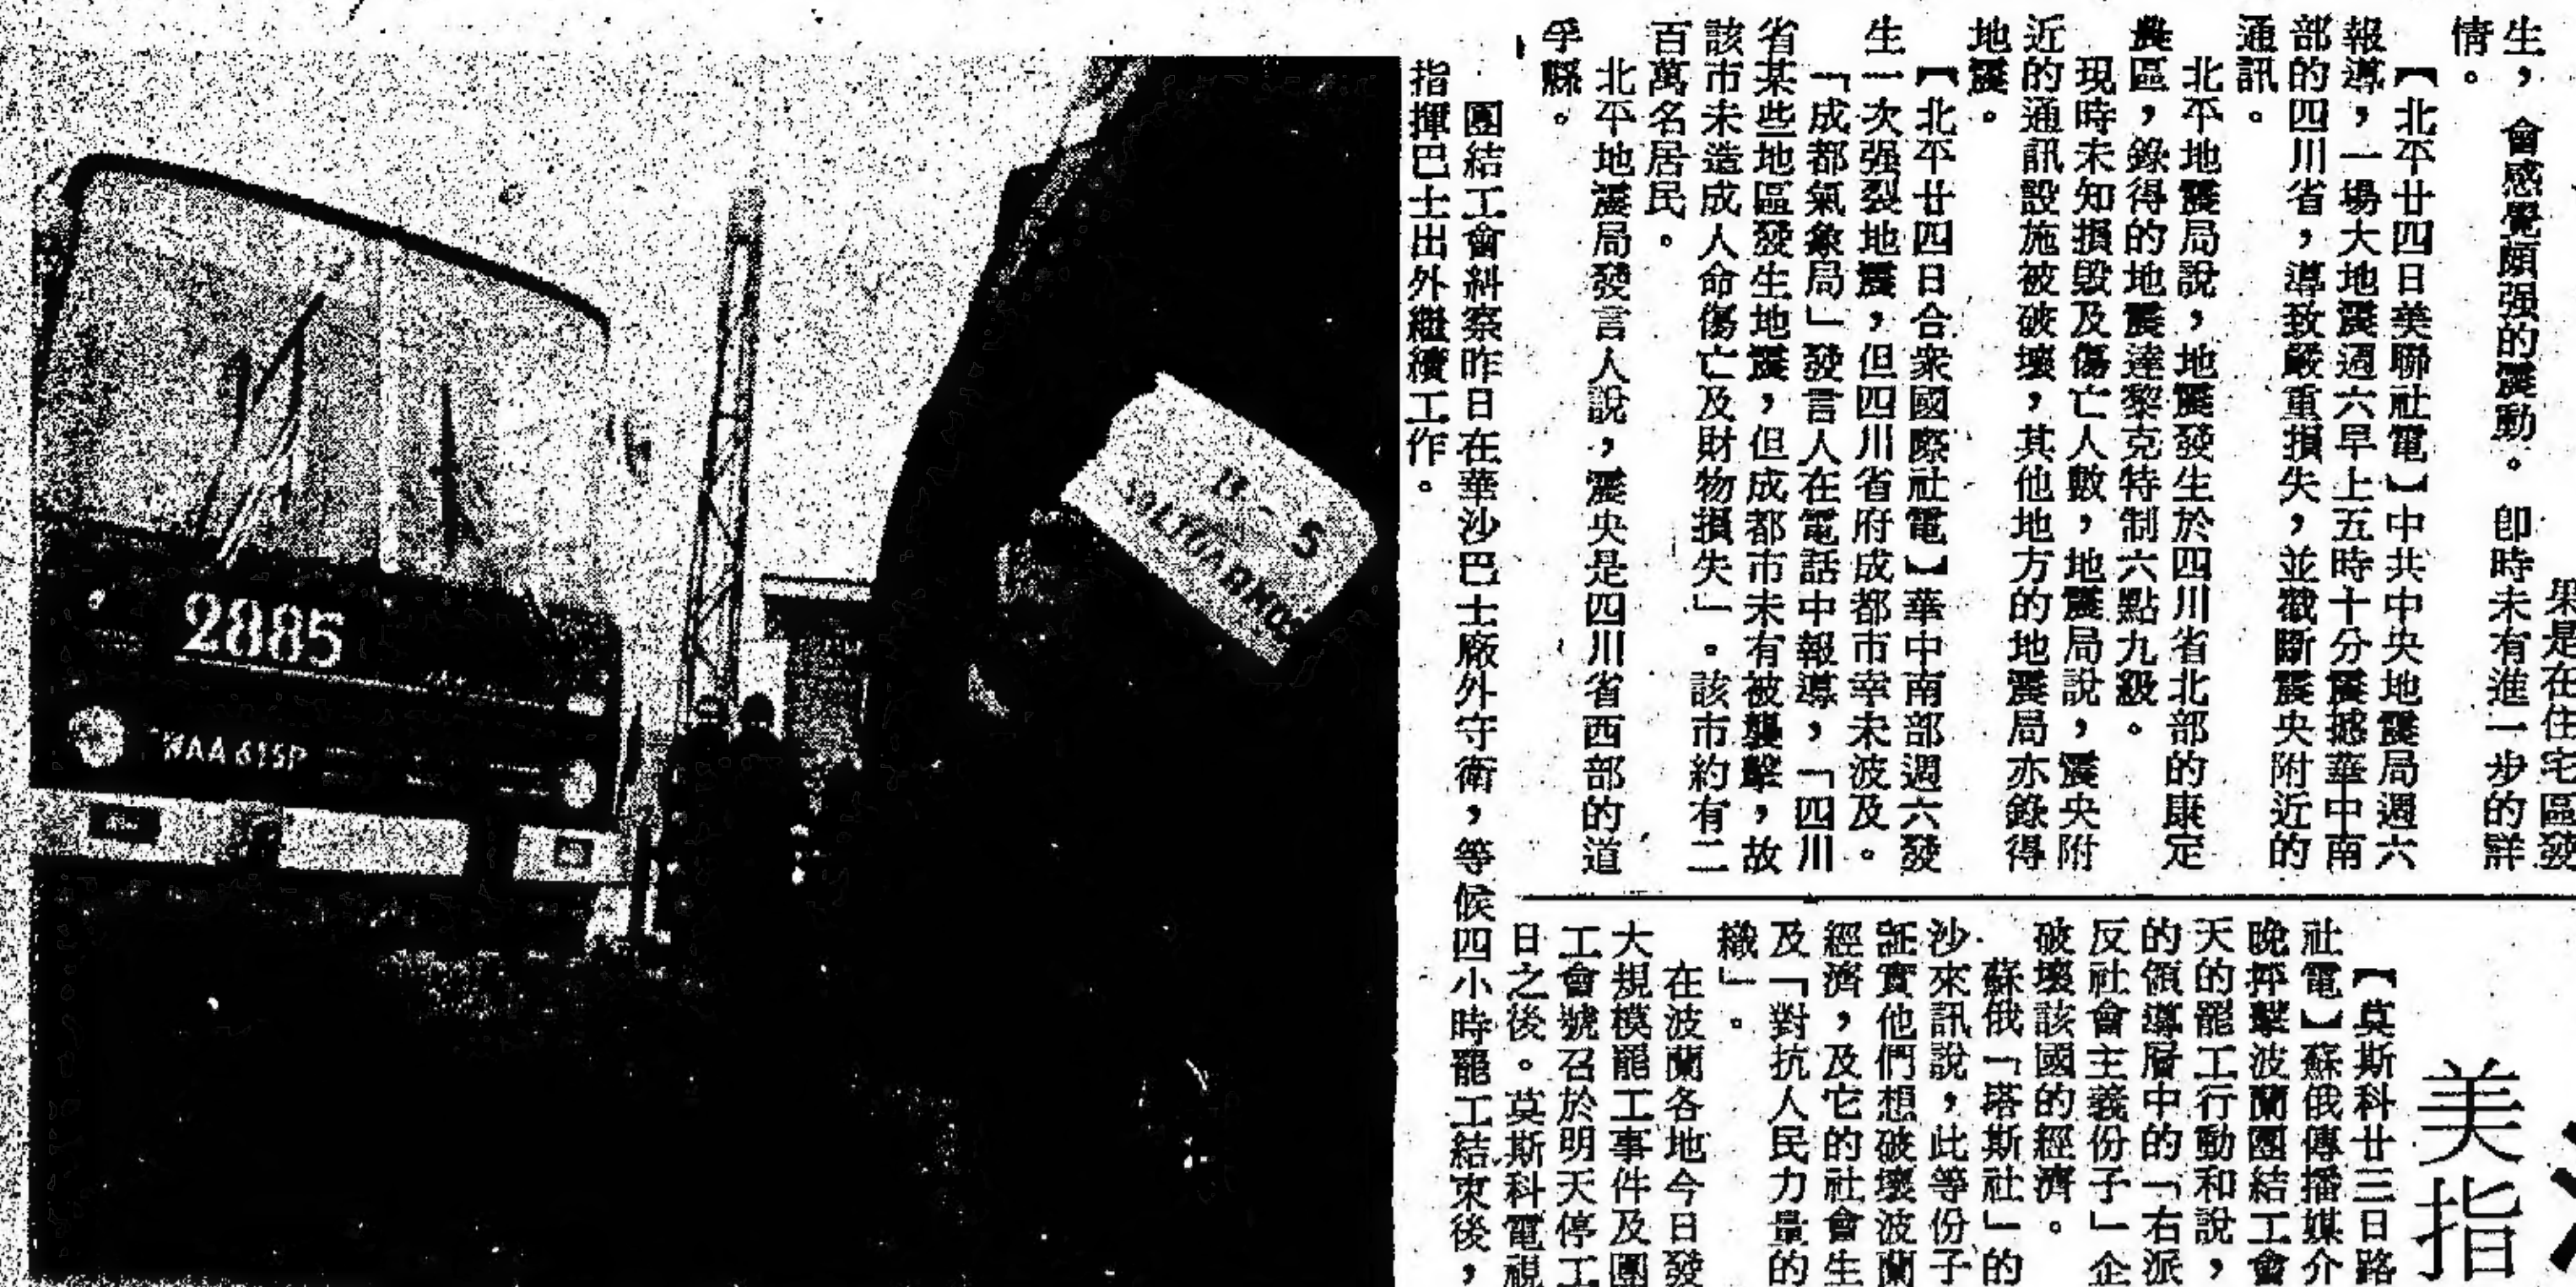 果是在住宅區發
生，會感覺頗强的震動。卽時未有進一步的詳
情。
【北平廿四日美聯社電】中共中央地震局週六
報導，一場大地震週六早上五時十分震撼華中南
部的四川省，導致嚴重損失，並截斷震央附近的
通訊。
北平地震局說，地震發生於四川省北部的康定
農區，錄得的地震達黎克特制六點九級。
現時未知損毀及傷亡人數，地震局說，震央附
近的通訊設施被破壞，其他地方的地震局亦錄得
地震。
【北平廿四日合衆國際社電】華中南部週六發
生一次强裂地震，但四川省府成都市幸未波及。
「成都氣象局」發言人在電話中報導，「四川
省某些地區發生地震，但成都市未有被襲擊，故
該市未造成人命傷亡及財物損失」。該市約有二
百萬名居民。
北平地震局發言人說，震央是四川省西部的道
孚縣。
團結工會糾察昨日在華沙巴士廠外守衛，等候四小時罷工結束後，
指揮巴士出外繼續工作。
美指
【莫斯科廿三日路
社電】蘇俄傳播媒介
晚抨擊波蘭團結工會
天的罷工行動和說，
的領導層中的「右派
反社會主義份子」企
破壞該國的經濟。
蘇俄「塔斯社」的
沙來訊說，此等份子
証實他們想破壞波蘭
經濟，及它的社會生
及「對抗人民力量的
織」。
在波蘭各地今日發
大規模罷工事件及團
工會號召於明天停工
日之後。莫斯科電視
2885
WAA 615P